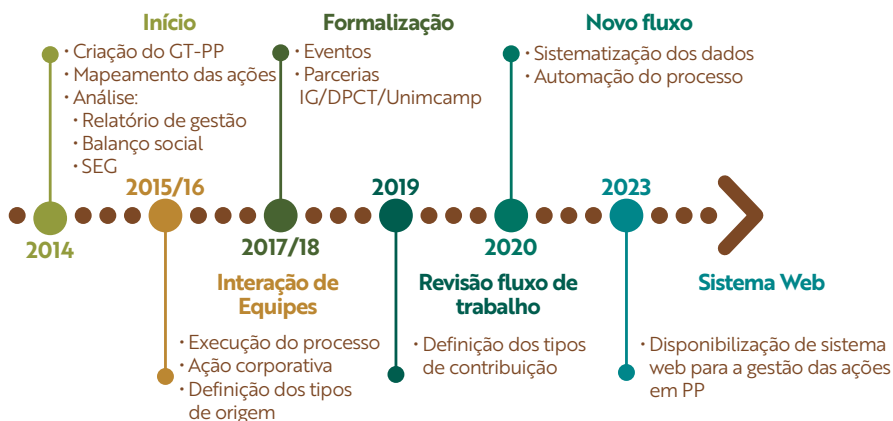 Início
· Criação do GT-PP
· Mapeamento das ações
· Análise:
· Relatório de gestão
· Balanço social
· SEG
2014
2015/16
Interação de
Equipes
· Execução do processo
· Ação corporativa
· Definição dos tipos
de origem
Formalização
· Eventos
· Parcerias
IG/DPCT/Unimcamp
2017/18
2019
Revisão fluxo de
trabalho
· Definição dos tipos
de contribuição
Novo fluxo
· Sistematização dos dados
· Automação do processo
2020
2023
Sistema Web
· Disponibilização de sistema
web para a gestão das ações
em PP